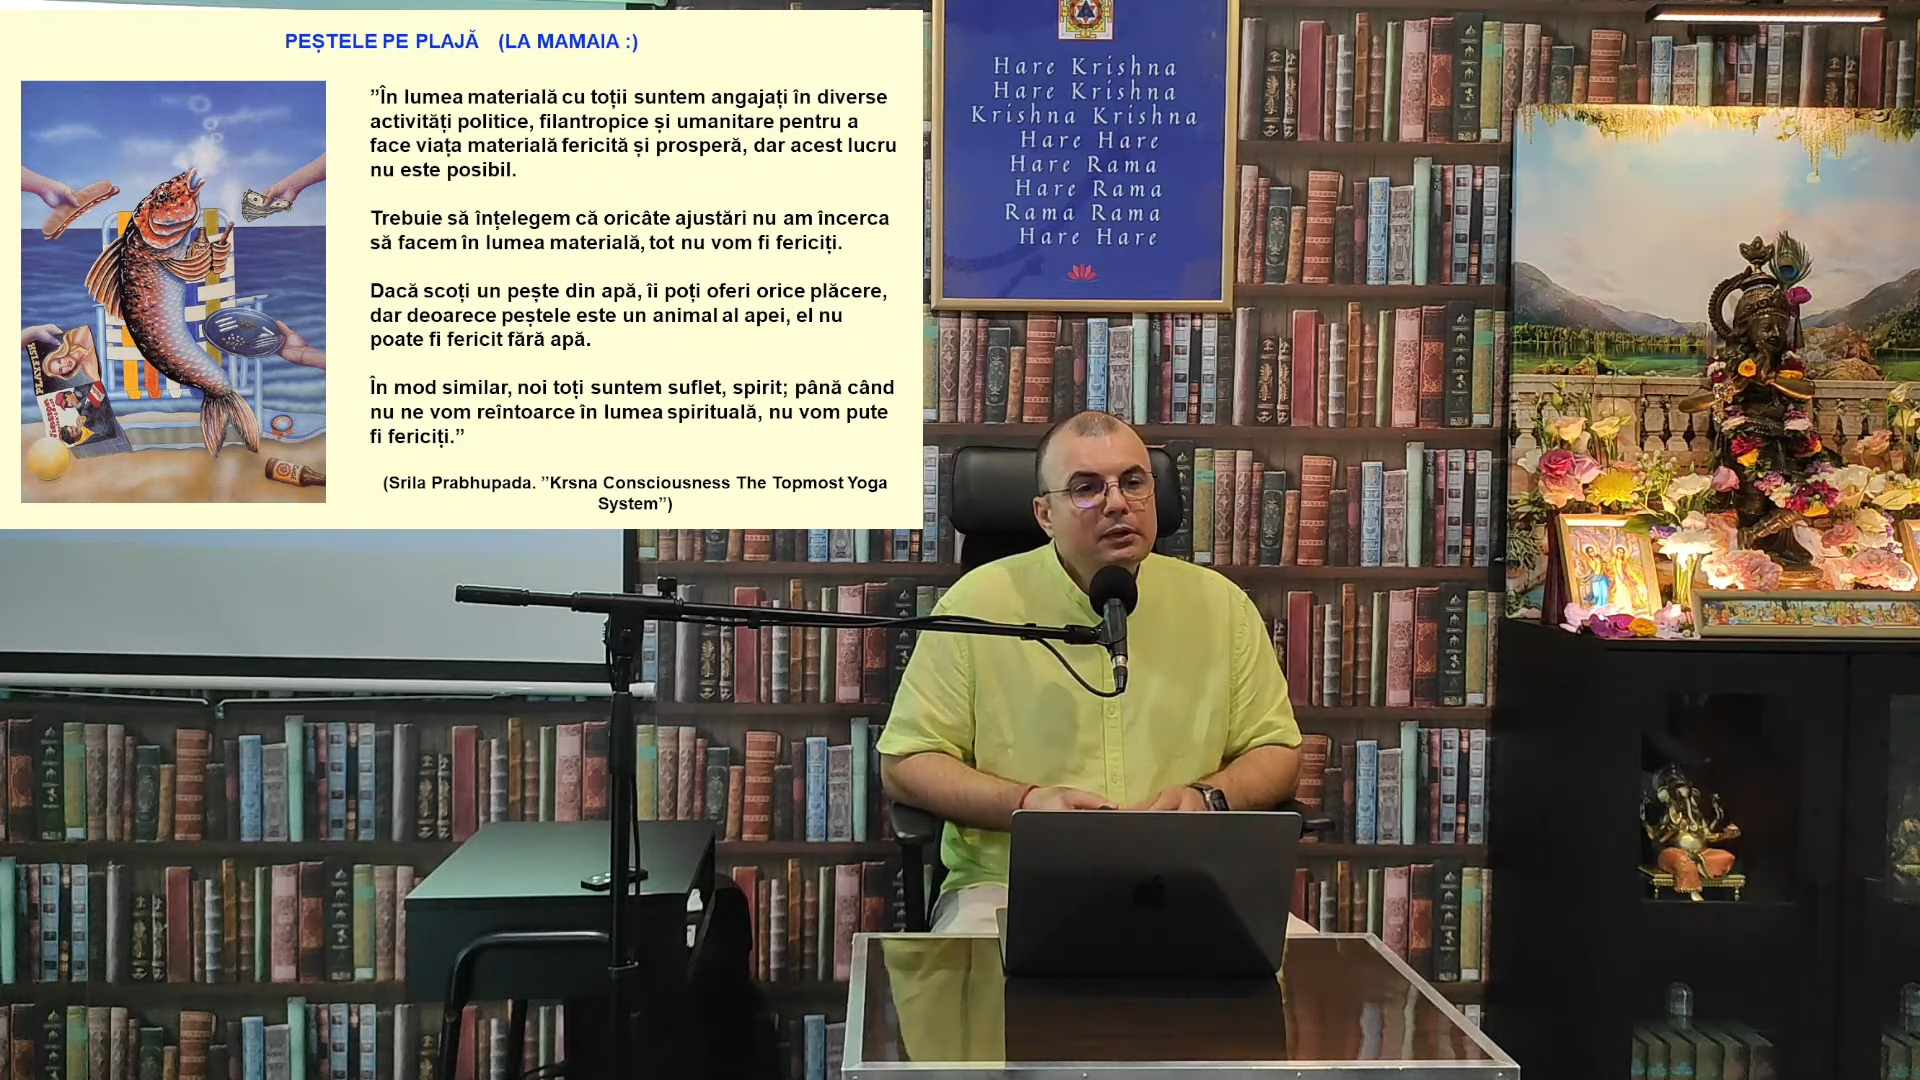 PEȘTELE PE PLAJĂ (LA MAMAIA :)
”În lumea materială cu toții suntem angajați în diverse
activități politice, filantropice și umanitare pentru a
face viața materială fericită și prosperă, dar acest lucru
nu este posibil.
Trebuie să înțelegem că oricâte ajustări nu am încerca
să facem în lumea materială, tot nu vom fi fericiți.
Dacă scoți un pește din apă, îi poți oferi orice plăcere,
dar deoarece peștele este un animal al apei, el nu
poate fi fericit fără apă.
În mod similar, noi toți suntem suflet, spirit; până când
nu ne vom reîntoarce în lumea spirituală, nu vom pute
fi fericiți.”
(Srila Prabhupada. ”Krsna Consciousness The Topmost Yoga
System”)
PLAYFISH
Hare Krishna
Hare Krishna
Krishna Krishna
Hare Hare
Hare Rama
Hare Rama
Rama Rama
Hare Hare